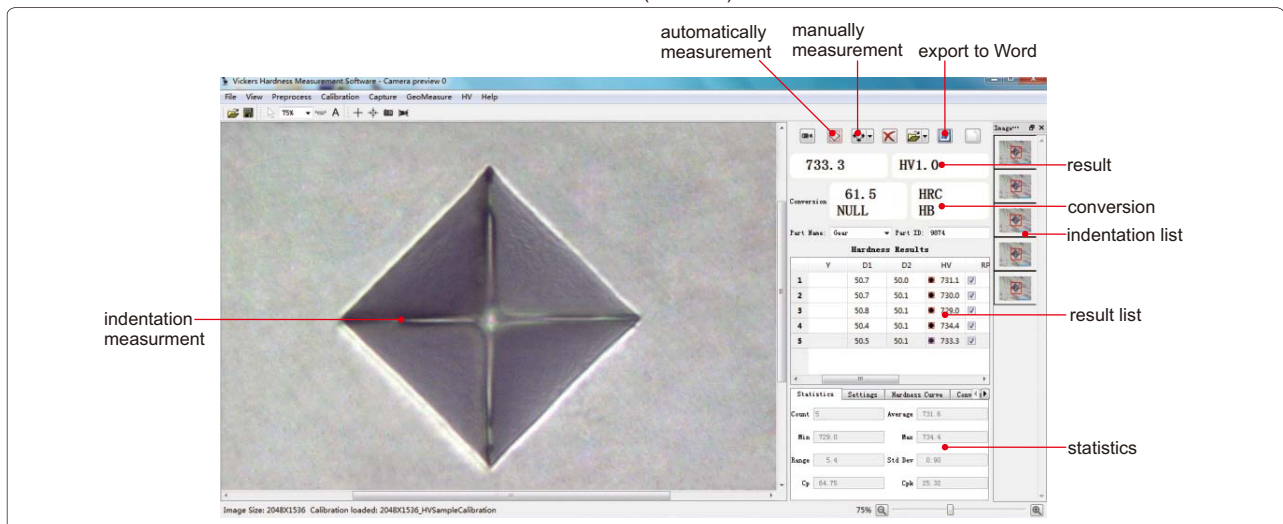 automatically measurement
manually measurement
export to Word
Vickers Hardness Measurement Software - Camera preview 0
File View Preprocess Calibration Capture GeoMeasure HV Help
75% A
Image
733.3 HV1.0
result
Conversion 61.5 HRC
NULL HB
conversion
Part Name: Gear Part ID: 9874
indentation list
Hardness Results
Y D1 D2 HV RP
1 50.7 50.0 731.1
2 50.7 50.1 730.0
3 50.8 50.1 729.0
4 50.4 50.1 734.4
5 50.5 50.1 733.3
result list
indentation measurment
Statistics Settings Hardness Curve
Count 5 Average 731.6
Min 729.0 Max 734.4
Range 5.4 Std Dev
Cp 64.75 Cpk 25.32
statistics
Image Size: 2048X1536 Calibration loaded: 2048X1536_HVSampleCalibration 75%